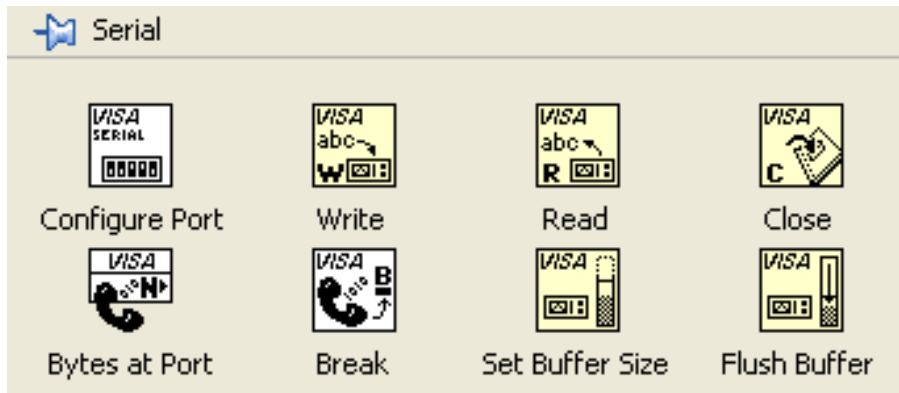 Serial
VISA
SERIAL
VISA
abc
W
VISA
abc
R
VISA
C
Configure Port
Write
Read
Close
VISA
N
VISA
B
VISA
VISA
Bytes at Port
Break
Set Buffer Size
Flush Buffer